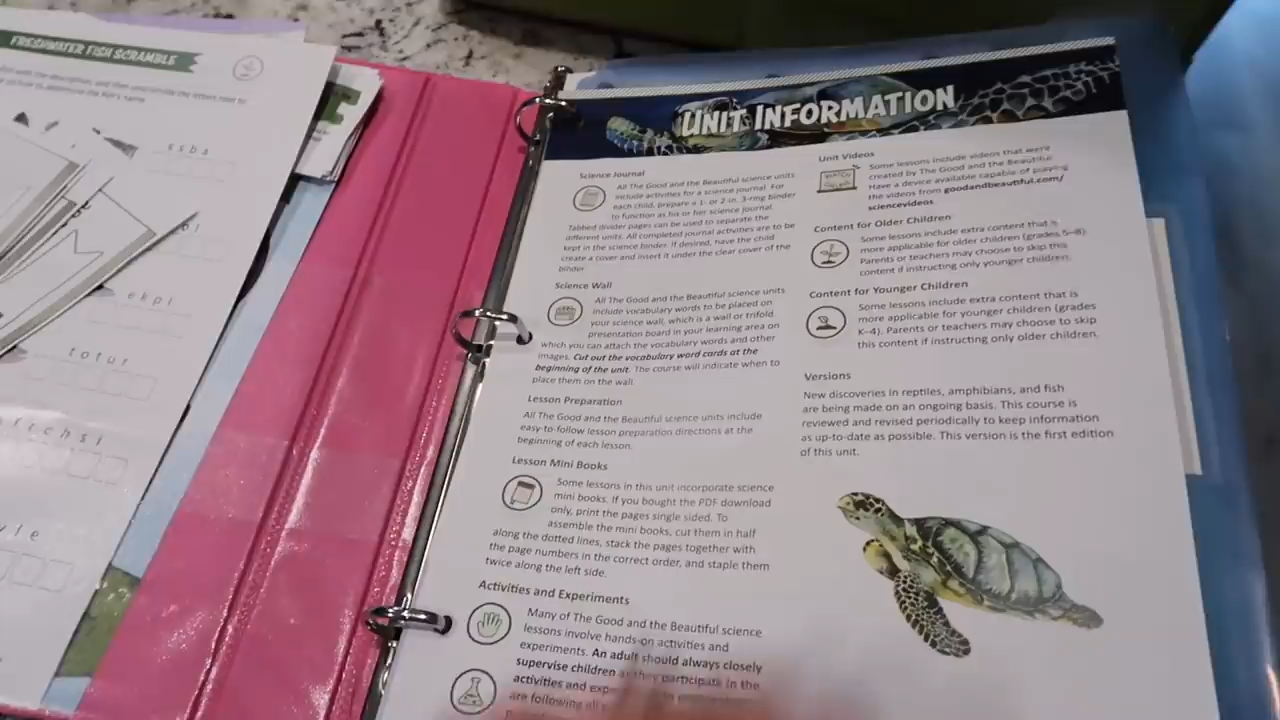 FRESHWATER FISH SCRAMBLE
s s b a
e k p l
t o t u r
f r c h s i
y l e
UNIT INFORMATION
Science Journal
All The Good and the Beautiful science units
include activities for a science journal. For
each child, prepare a 1- or 2-in. 3-ring binder
to function as his or her science journal.
Tabbed divider pages can be used to separate the
different units. All completed journal activities are to be
kept in the science binder. If desired, have the child
create a cover and insert it under the clear cover of the
binder.
Science Wall
All The Good and the Beautiful science units
include vocabulary words to be placed on
your science wall, which is a wall or trifold
presentation board in your learning area on
which you can attach the vocabulary words and other
images. Cut out the vocabulary word cards at the
beginning of the unit. The course will indicate when to
place them on the wall.
Lesson Preparation
All The Good and the Beautiful science units include
easy-to-follow lesson preparation directions at the
beginning of each lesson.
Lesson Mini Books
Some lessons in this unit incorporate science
mini books. If you bought the PDF download
only, print the pages single sided. To
assemble the mini books, cut them in half
along the dotted lines, stack the pages together with
the page numbers in the correct order, and staple them
twice along the left side.
Activities and Experiments
Many of The Good and the Beautiful science
lessons involve hands-on activities and
experiments. An adult should always closely
supervise children as they participate in the
activities and
are following all
Unit Videos
Some lessons include videos that were
created by The Good and the Beautiful.
Have a device available capable of playing
the videos from goodandbeautiful.com/
sciencevideos.
Content for Older Children
Some lessons include extra content that is
more applicable for older children (grades 5–8).
Parents or teachers may choose to skip this
content if instructing only younger children.
Content for Younger Children
Some lessons include extra content that is
more applicable for younger children (grades
K–4). Parents or teachers may choose to skip
this content if instructing only older children.
Versions
New discoveries in reptiles, amphibians, and fish
are being made on an ongoing basis. This course is
reviewed and revised periodically to keep information
as up-to-date as possible. This version is the first edition
of this unit.